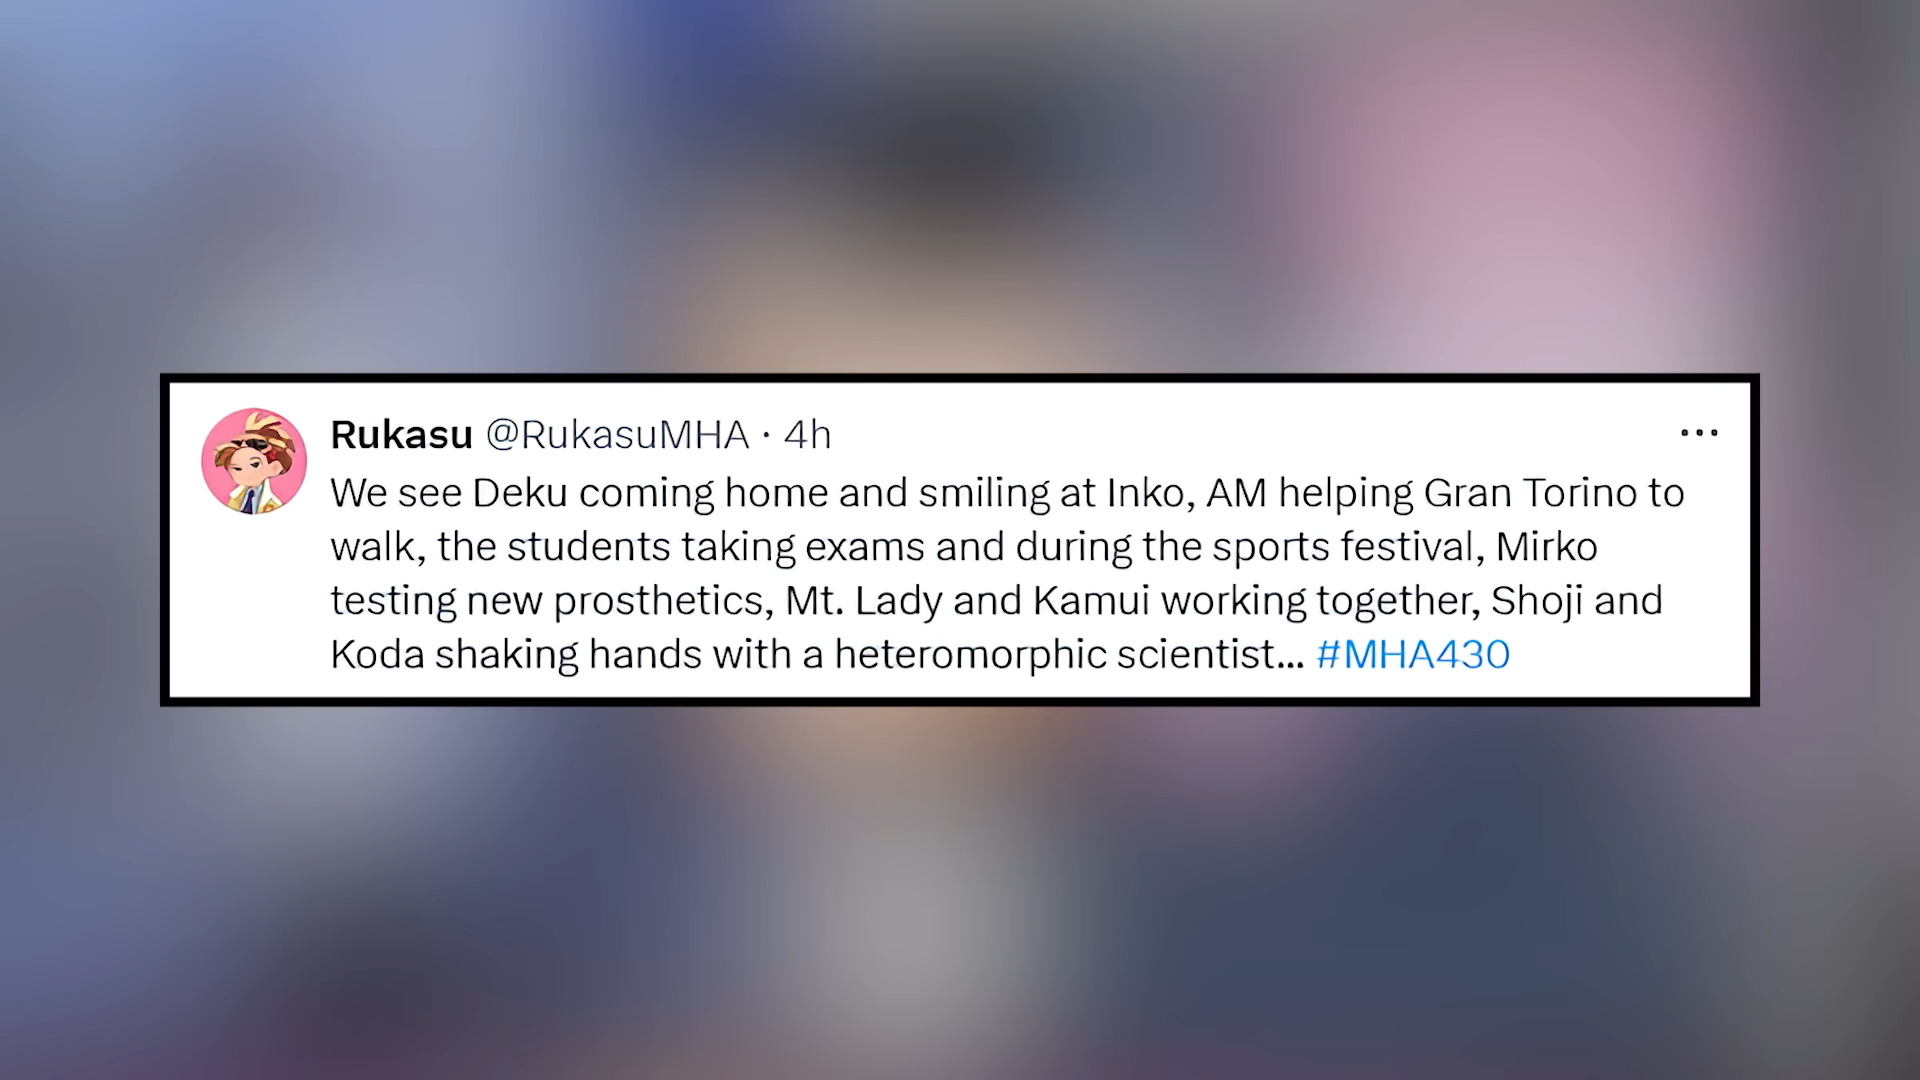 Rukasu @RukasuMHA · 4h
We see Deku coming home and smiling at Inko, AM helping Gran Torino to
walk, the students taking exams and during the sports festival, Mirko
testing new prosthetics, Mt. Lady and Kamui working together, Shoji and
Koda shaking hands with a heteromorphic scientist... #MHA430